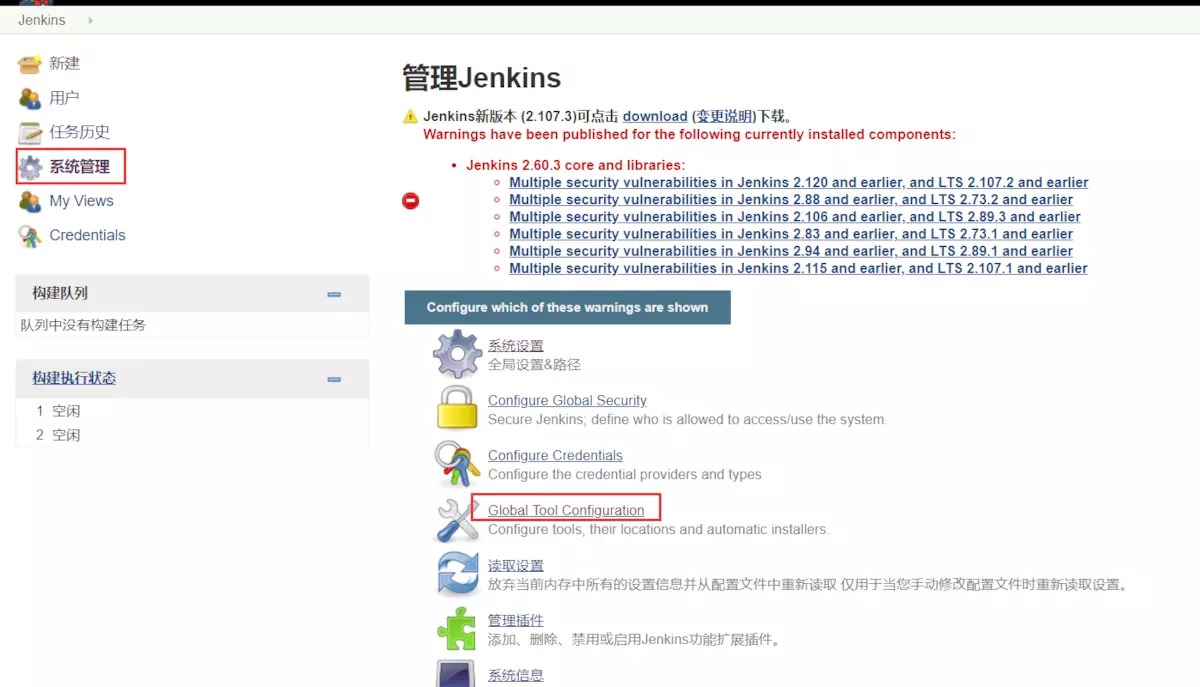 Jenkins
新建
用户
任务历史
系统管理
My Views
Credentials
构建队列
队列中没有构建任务
构建执行状态
1 空闲
2 空闲
管理Jenkins
Jenkins新版本 (2.107.3)可点击 download (变更说明)下载。
Warnings have been published for the following currently installed components:
Jenkins 2.60.3 core and libraries:
Multiple security vulnerabilities in Jenkins 2.120 and earlier, and LTS 2.107.2 and earlier
Multiple security vulnerabilities in Jenkins 2.88 and earlier, and LTS 2.73.2 and earlier
Multiple security vulnerabilities in Jenkins 2.106 and earlier, and LTS 2.89.3 and earlier
Multiple security vulnerabilities in Jenkins 2.83 and earlier, and LTS 2.73.1 and earlier
Multiple security vulnerabilities in Jenkins 2.94 and earlier, and LTS 2.89.1 and earlier
Multiple security vulnerabilities in Jenkins 2.115 and earlier, and LTS 2.107.1 and earlier
Configure which of these warnings are shown
系统设置
全局设置&路径
Configure Global Security
Secure Jenkins; define who is allowed to access/use the system.
Configure Credentials
Configure the credential providers and types
Global Tool Configuration
Configure tools, their locations and automatic installers.
读取设置
放弃当前内存中所有的设置信息并从配置文件中重新读取 仅用于当您手动修改配置文件时重新读取设置。
管理插件
添加、删除、禁用或启用Jenkins功能扩展插件。
系统信息